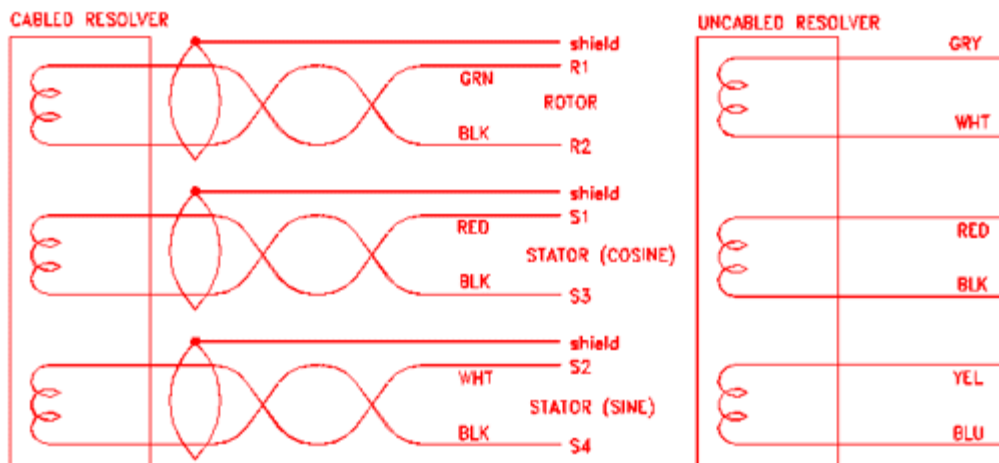 CABLED RESOLVER
shield
R1
GRN
ROTOR
BLK
R2
shield
S1
RED
STATOR (COSINE)
BLK
S3
shield
S2
WHT
STATOR (SINE)
BLK
S4
UNCABLED RESOLVER
GRY
WHT
RED
BLK
YEL
BLU